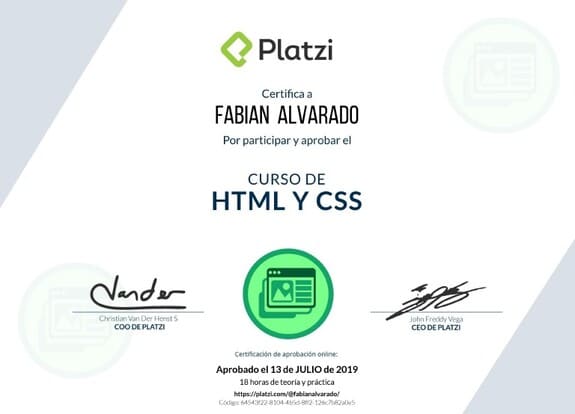 Platzi
Certifica a
FABIAN ALVARADO
Por participar y aprobar el
CURSO DE
HTML Y CSS
Vander
Christian Van Der Henst S
COO DE PLATZI
John Freddy Vega
CEO DE PLATZI
Certificación de aprobación online:
Aprobado el 13 de JULIO de 2019
18 horas de teoría y práctica
https://platzi.com/@fabianalvarado/
Código: